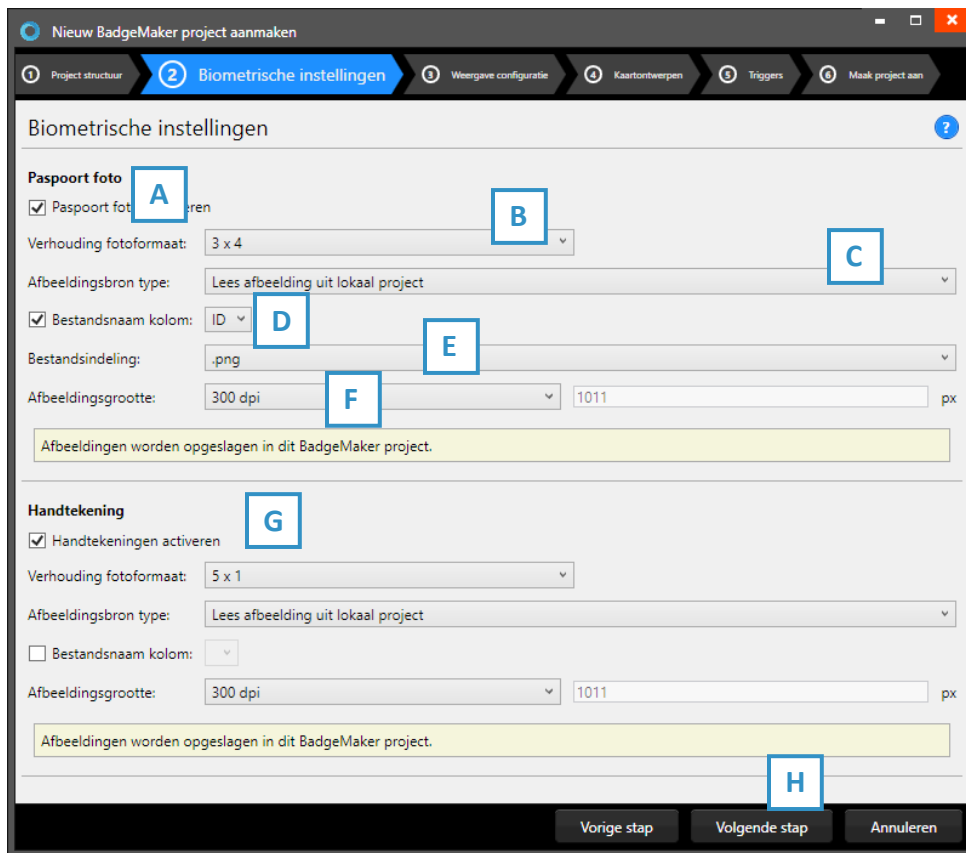 Nieuw BadgeMaker project aanmaken
1 Project structuur 2 Biometrische instellingen 3 Weergave configuratie 4 Kaartontwerpen 5 Triggers 6 Maak project aan
Biometrische instellingen ?
Paspoort foto
A
Paspoort
B
Verhouding fotoformaat: 3 x 4
C
Afbeeldingsbron type: Lees afbeelding uit lokaal project
Bestandsnaam kolom: ID D
E
Bestandsindeling: .png
Afbeeldingsgrootte: 300 dpi F 1011 px
Afbeeldingen worden opgeslagen in dit BadgeMaker project.
Handtekening
G
Handtekeningen activeren
Verhouding fotoformaat: 5 x 1
Afbeeldingsbron type: Lees afbeelding uit lokaal project
Bestandsnaam kolom:
Afbeeldingsgrootte: 300 dpi 1011 px
Afbeeldingen worden opgeslagen in dit BadgeMaker project.
H
Vorige stap Volgende stap Annuleren